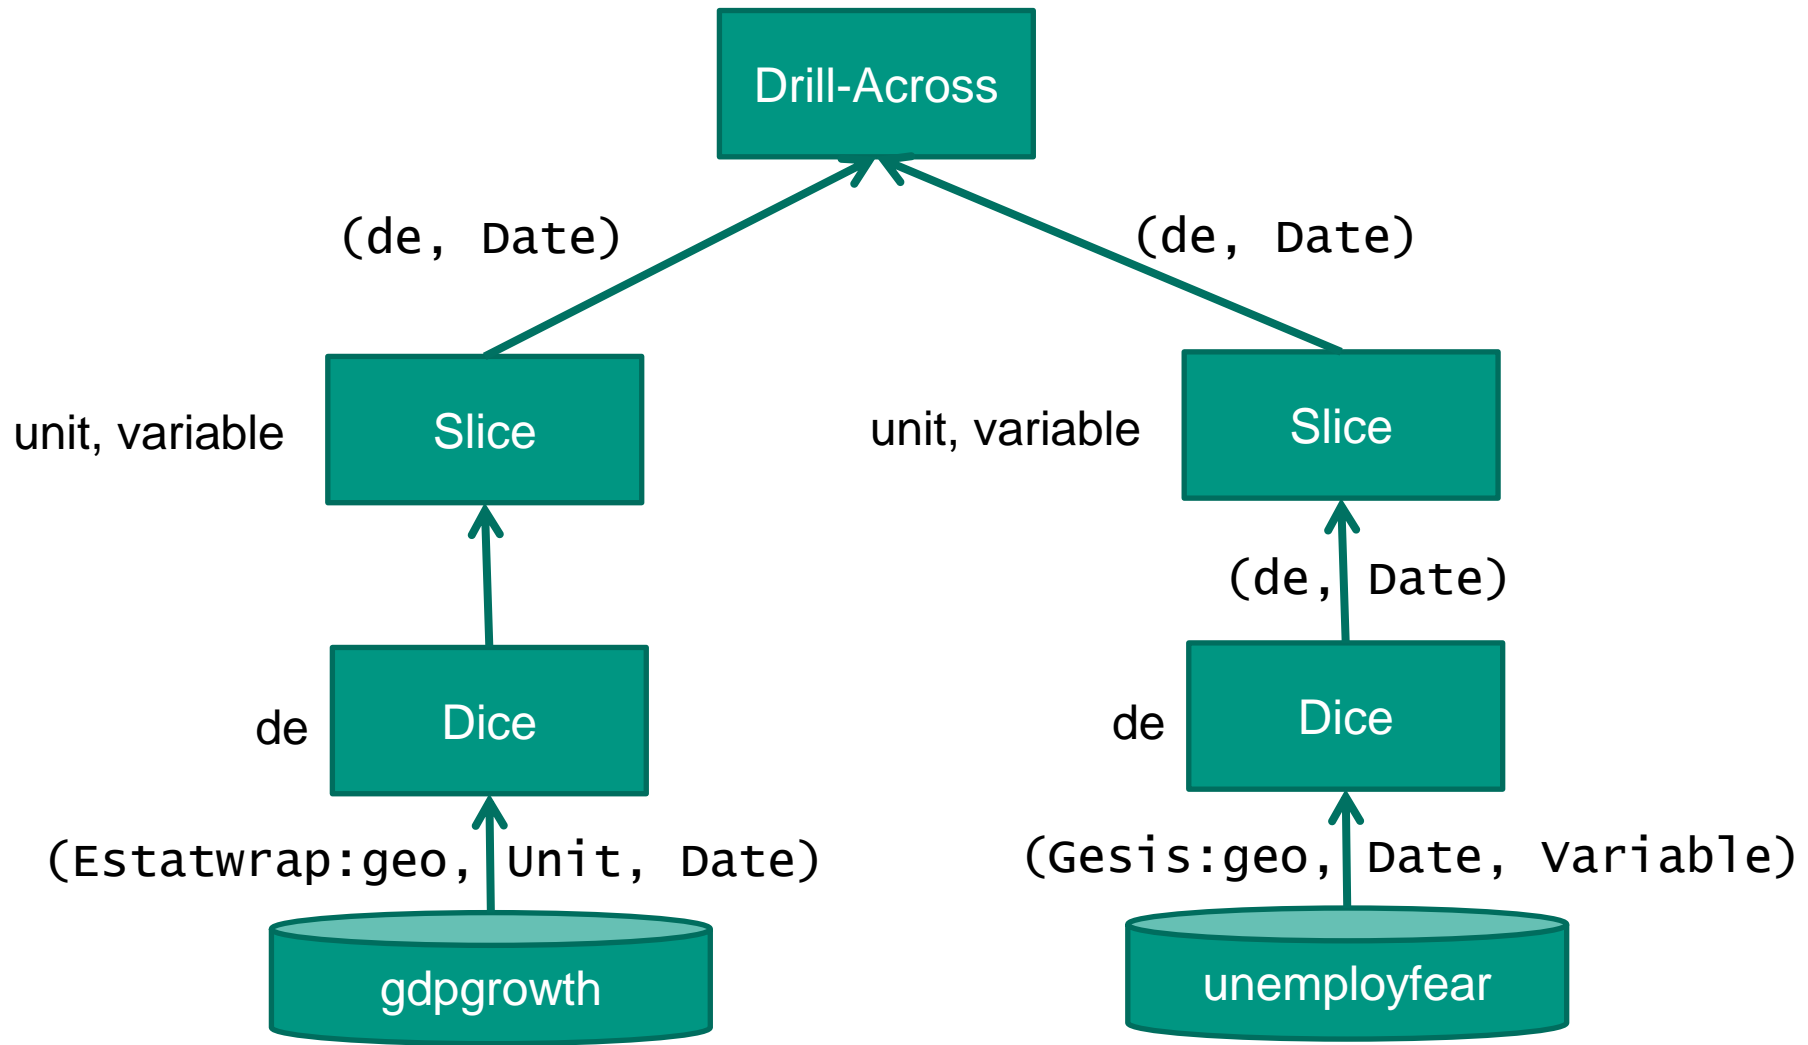 Drill-Across
(de, Date)
(de, Date)
unit, variable
Slice
unit, variable
Slice
(de, Date)
de
Dice
de
Dice
(Estatwrap:geo, Unit, Date)
(Gesis:geo, Date, Variable)
gdpgrowth
unemployfear